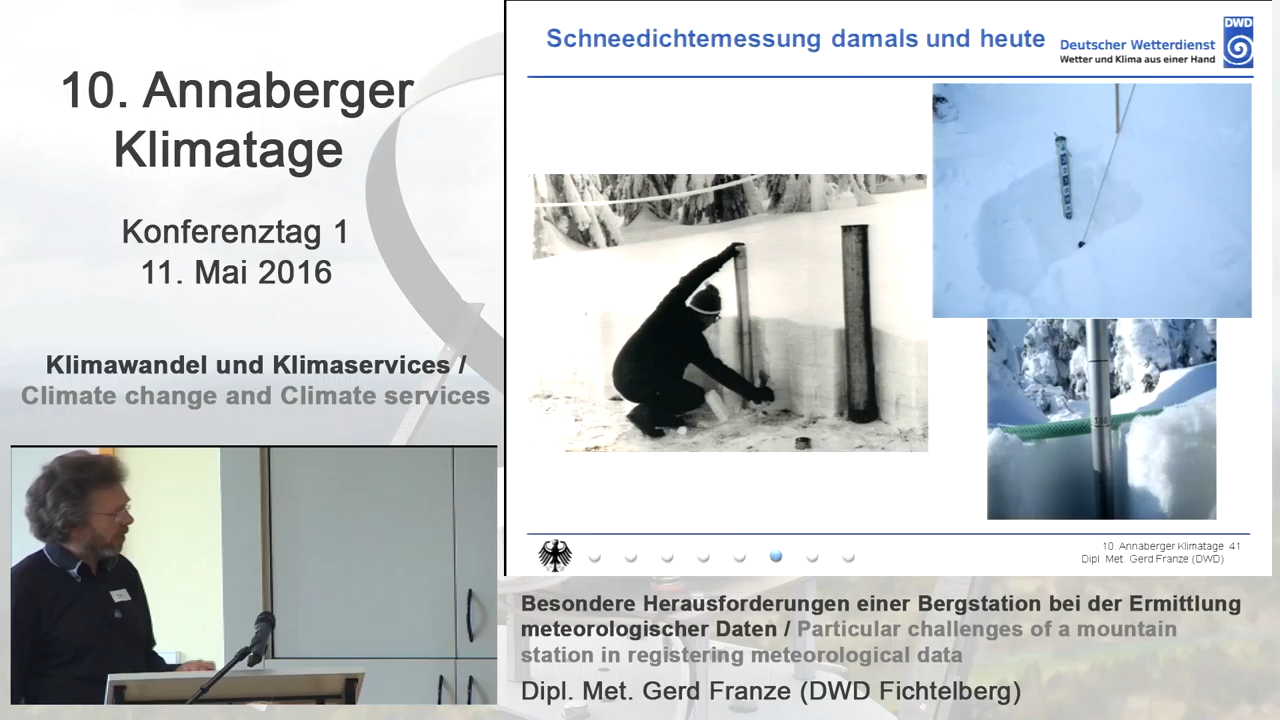 10. Annaberger
Klimatage
Konferenztag 1
11. Mai 2016
Klimawandel und Klimaservices /
Climate change and Climate services
Schneedichtemessung damals und heute
DWD
Deutscher Wetterdienst
Wetter und Klima aus einer Hand
150
10. Annaberger Klimatage 41
Dipl. Met. Gerd Franze (DWD)
Besondere Herausforderungen einer Bergstation bei der Ermittlung
meteorologischer Daten / Particular challenges of a mountain
station in registering meteorological data
Dipl. Met. Gerd Franze (DWD Fichtelberg)